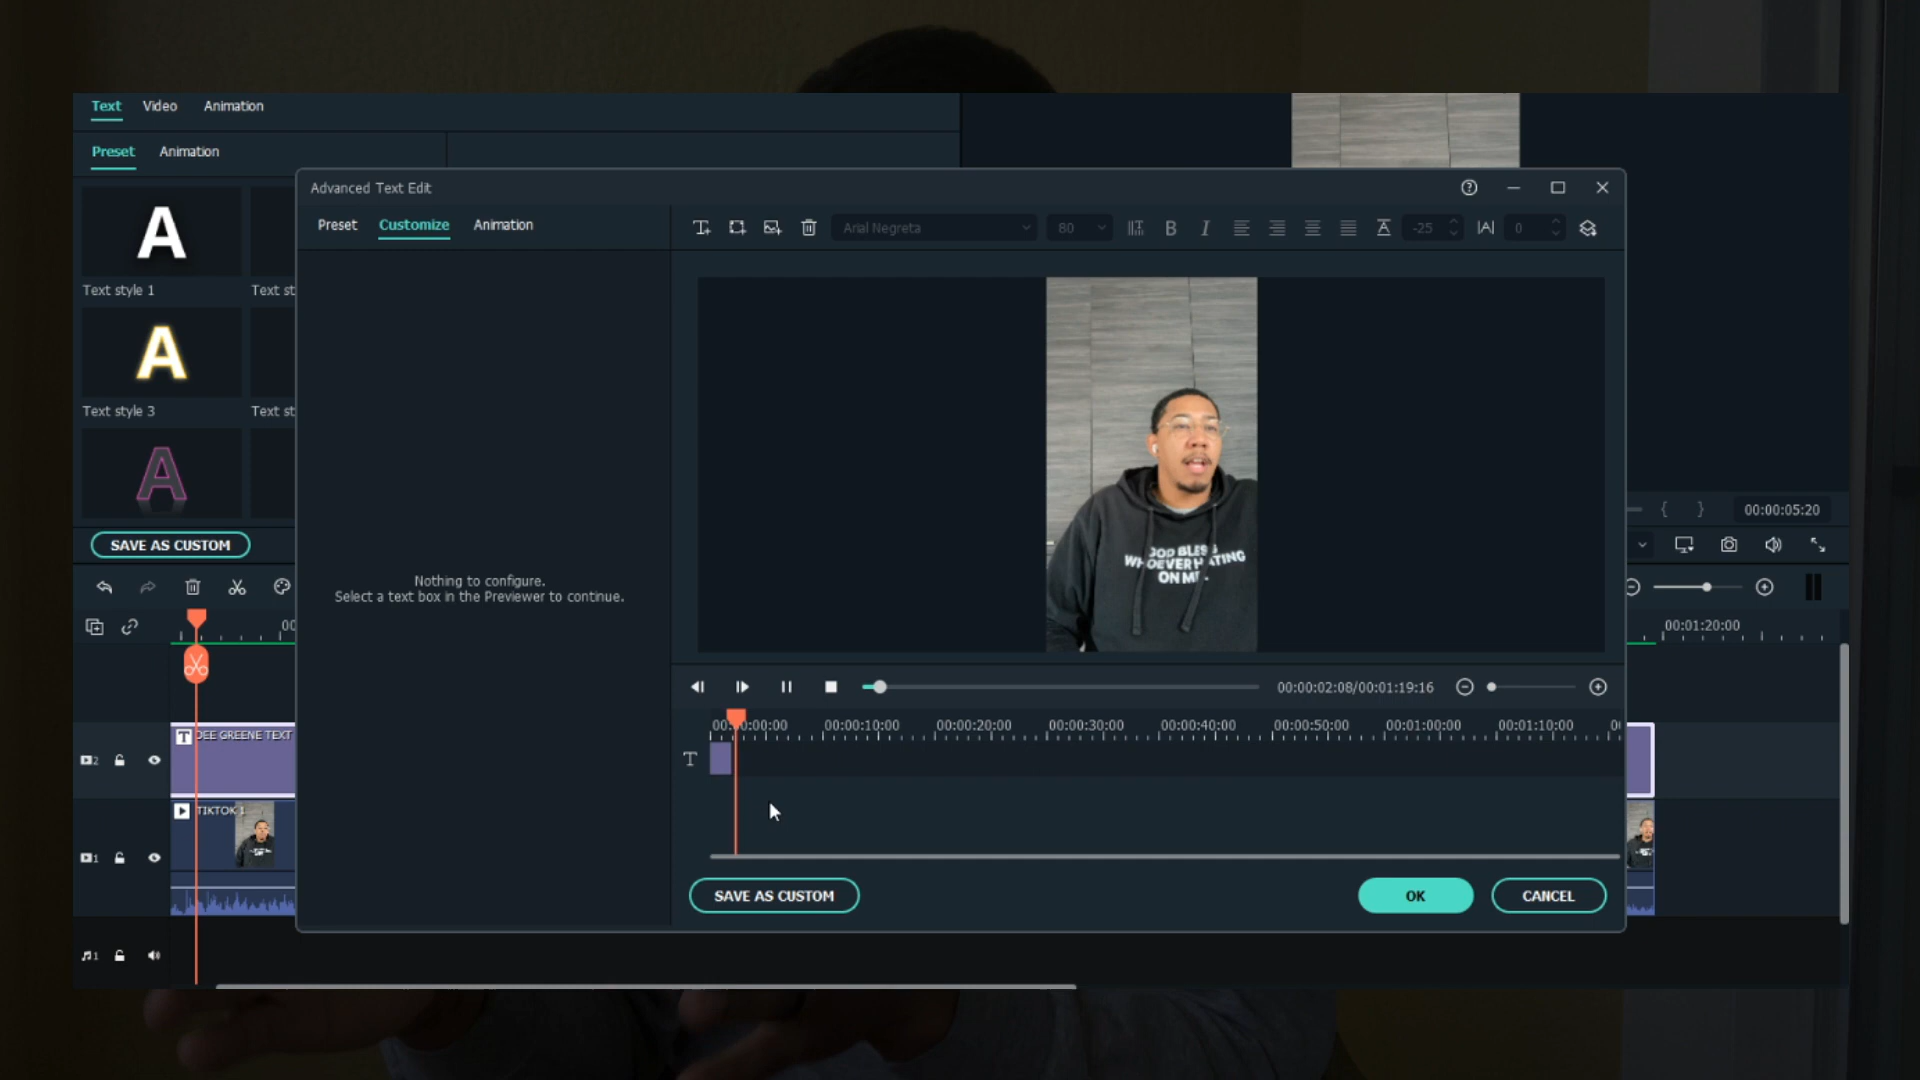 Text Video Animation
Preset Animation
A
Text style 1 Text st
A
Text style 3 Text st
A
SAVE AS CUSTOM
Advanced Text Edit
Preset Customize Animation
Arial Negreta 80 B I -25 0
Nothing to configure.
Select a text box in the Previewer to continue.
GOD BLESS
WHOEVER HATING
ON ME.
00:00:02:08/00:01:19:16
00:00:10:00 00:00:20:00 00:00:30:00 00:00:40:00 00:00:50:00 00:01:00:00 00:01:10:00
T
SAVE AS CUSTOM OK CANCEL
{ } 00:00:05:20
00:01:20:00
T DEE GREENE TEXT
2
TIKTOK 1
1
1